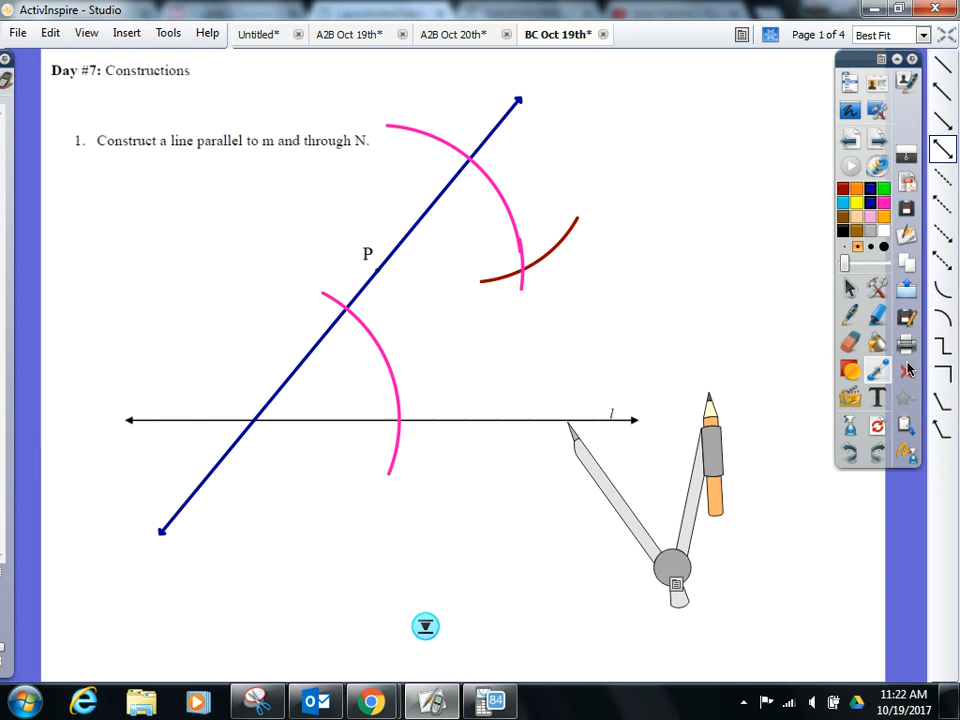 ActivInspire - Studio
File Edit View Insert Tools Help
Untitled* A2B Oct 19th* A2B Oct 20th* BC Oct 19th*
Page 1 of 4 Best Fit
Day #7: Constructions
1. Construct a line parallel to m and through N.
P
l
84
11:22 AM
10/19/2017